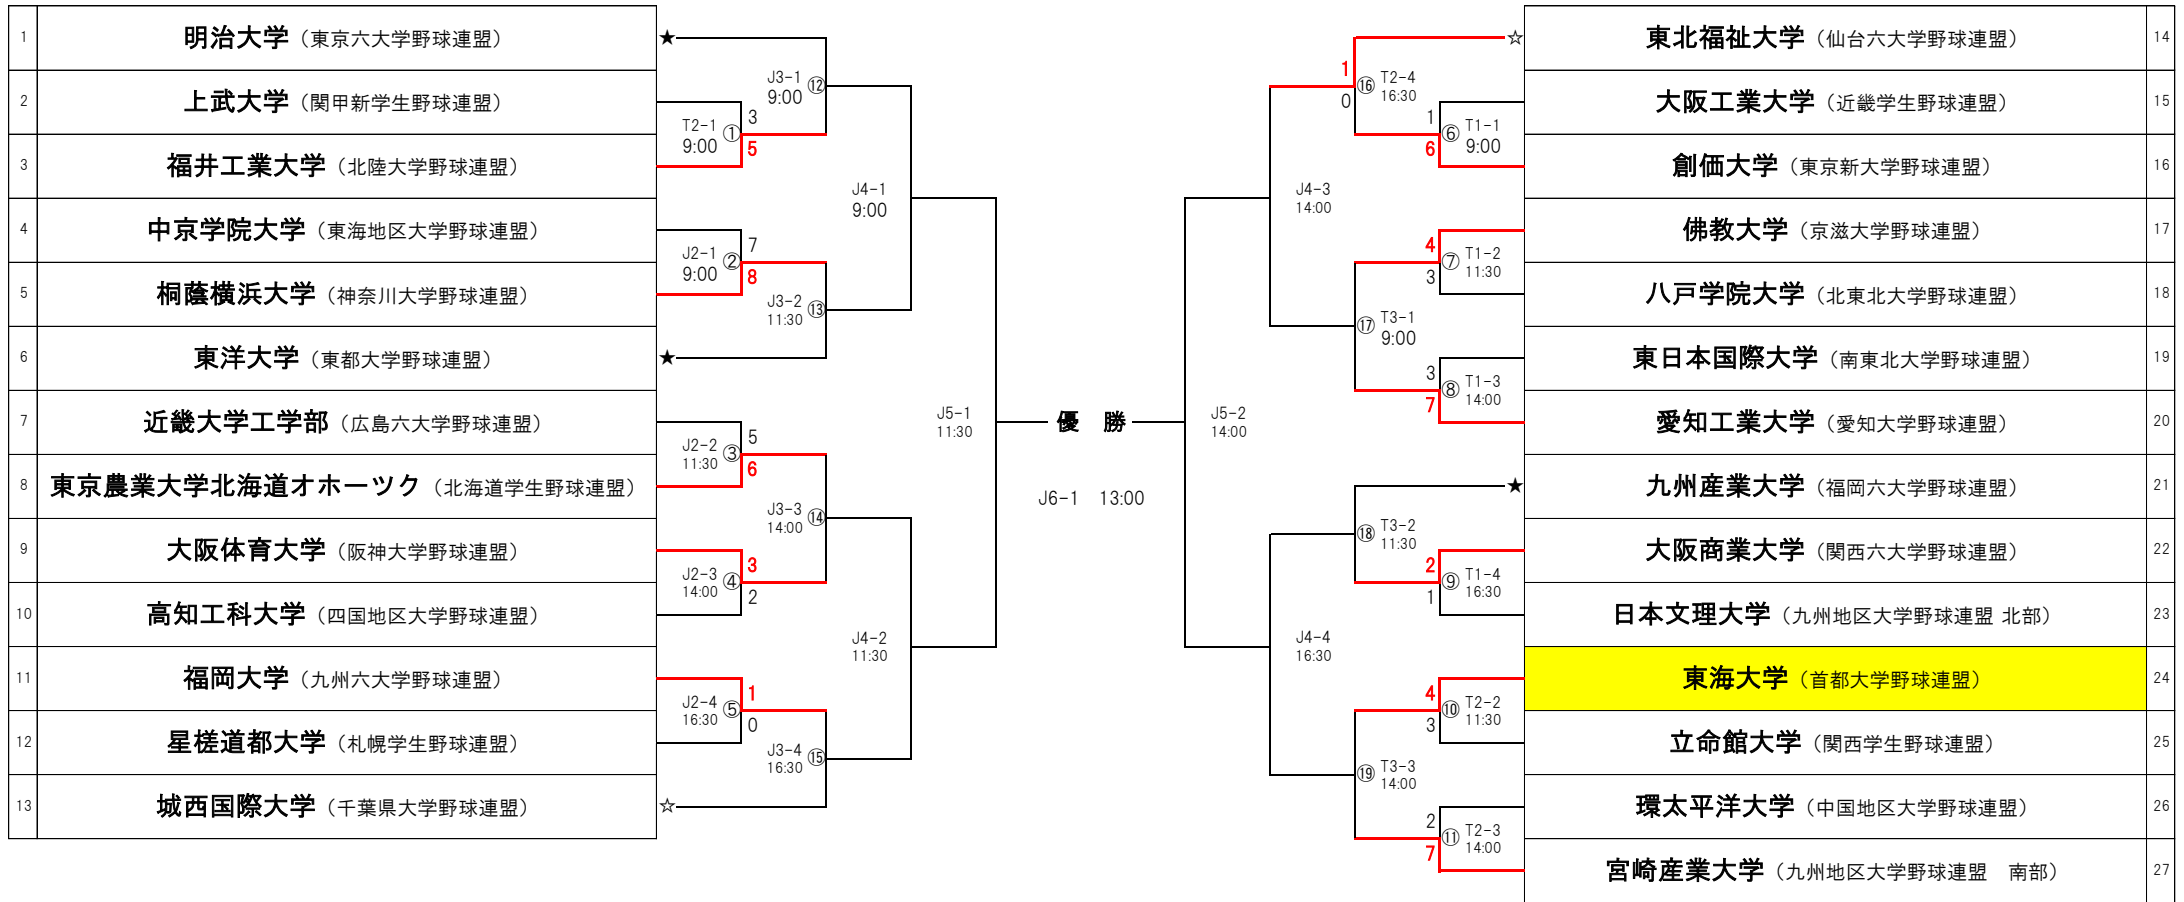 1 明治大学（東京六大学野球連盟） ★
2 上武大学（関甲新学生野球連盟）
3 福井工業大学（北陸大学野球連盟）
4 中京学院大学（東海地区大学野球連盟）
5 桐蔭横浜大学（神奈川大学野球連盟）
6 東洋大学（東都大学野球連盟） ★
7 近畿大学工学部（広島六大学野球連盟）
8 東京農業大学北海道オホーツク（北海道学生野球連盟）
9 大阪体育大学（阪神大学野球連盟）
10 高知工科大学（四国地区大学野球連盟）
11 福岡大学（九州六大学野球連盟）
12 星槎道都大学（札幌学生野球連盟）
13 城西国際大学（千葉県大学野球連盟） ☆
T2-1
9:00
①
3
5
J2-1
9:00
②
7
8
J2-2
11:30
③
5
6
J2-3
14:00
④
3
2
J2-4
16:30
⑤
1
0
J3-1
9:00
⑫
J3-2
11:30
⑬
J3-3
14:00
⑭
J3-4
16:30
⑮
J4-1
9:00
J4-2
11:30
J5-1
11:30
優　勝
J6-1　13:00
J5-2
14:00
J4-3
14:00
J4-4
16:30
1
0
⑯
T2-4
16:30
⑰
T3-1
9:00
⑱
T3-2
11:30
⑲
T3-3
14:00
1
6
⑥
T1-1
9:00
4
3
⑦
T1-2
11:30
3
7
⑧
T1-3
14:00
2
1
⑨
T1-4
16:30
4
3
⑩
T2-2
11:30
2
7
⑪
T2-3
14:00
☆ 東北福祉大学（仙台六大学野球連盟） 14
大阪工業大学（近畿学生野球連盟） 15
創価大学（東京新大学野球連盟） 16
佛教大学（京滋大学野球連盟） 17
八戸学院大学（北東北大学野球連盟） 18
東日本国際大学（南東北大学野球連盟） 19
愛知工業大学（愛知大学野球連盟） 20
★ 九州産業大学（福岡六大学野球連盟） 21
大阪商業大学（関西六大学野球連盟） 22
日本文理大学（九州地区大学野球連盟 北部） 23
東海大学（首都大学野球連盟） 24
立命館大学（関西学生野球連盟） 25
環太平洋大学（中国地区大学野球連盟） 26
宮崎産業大学（九州地区大学野球連盟　南部） 27